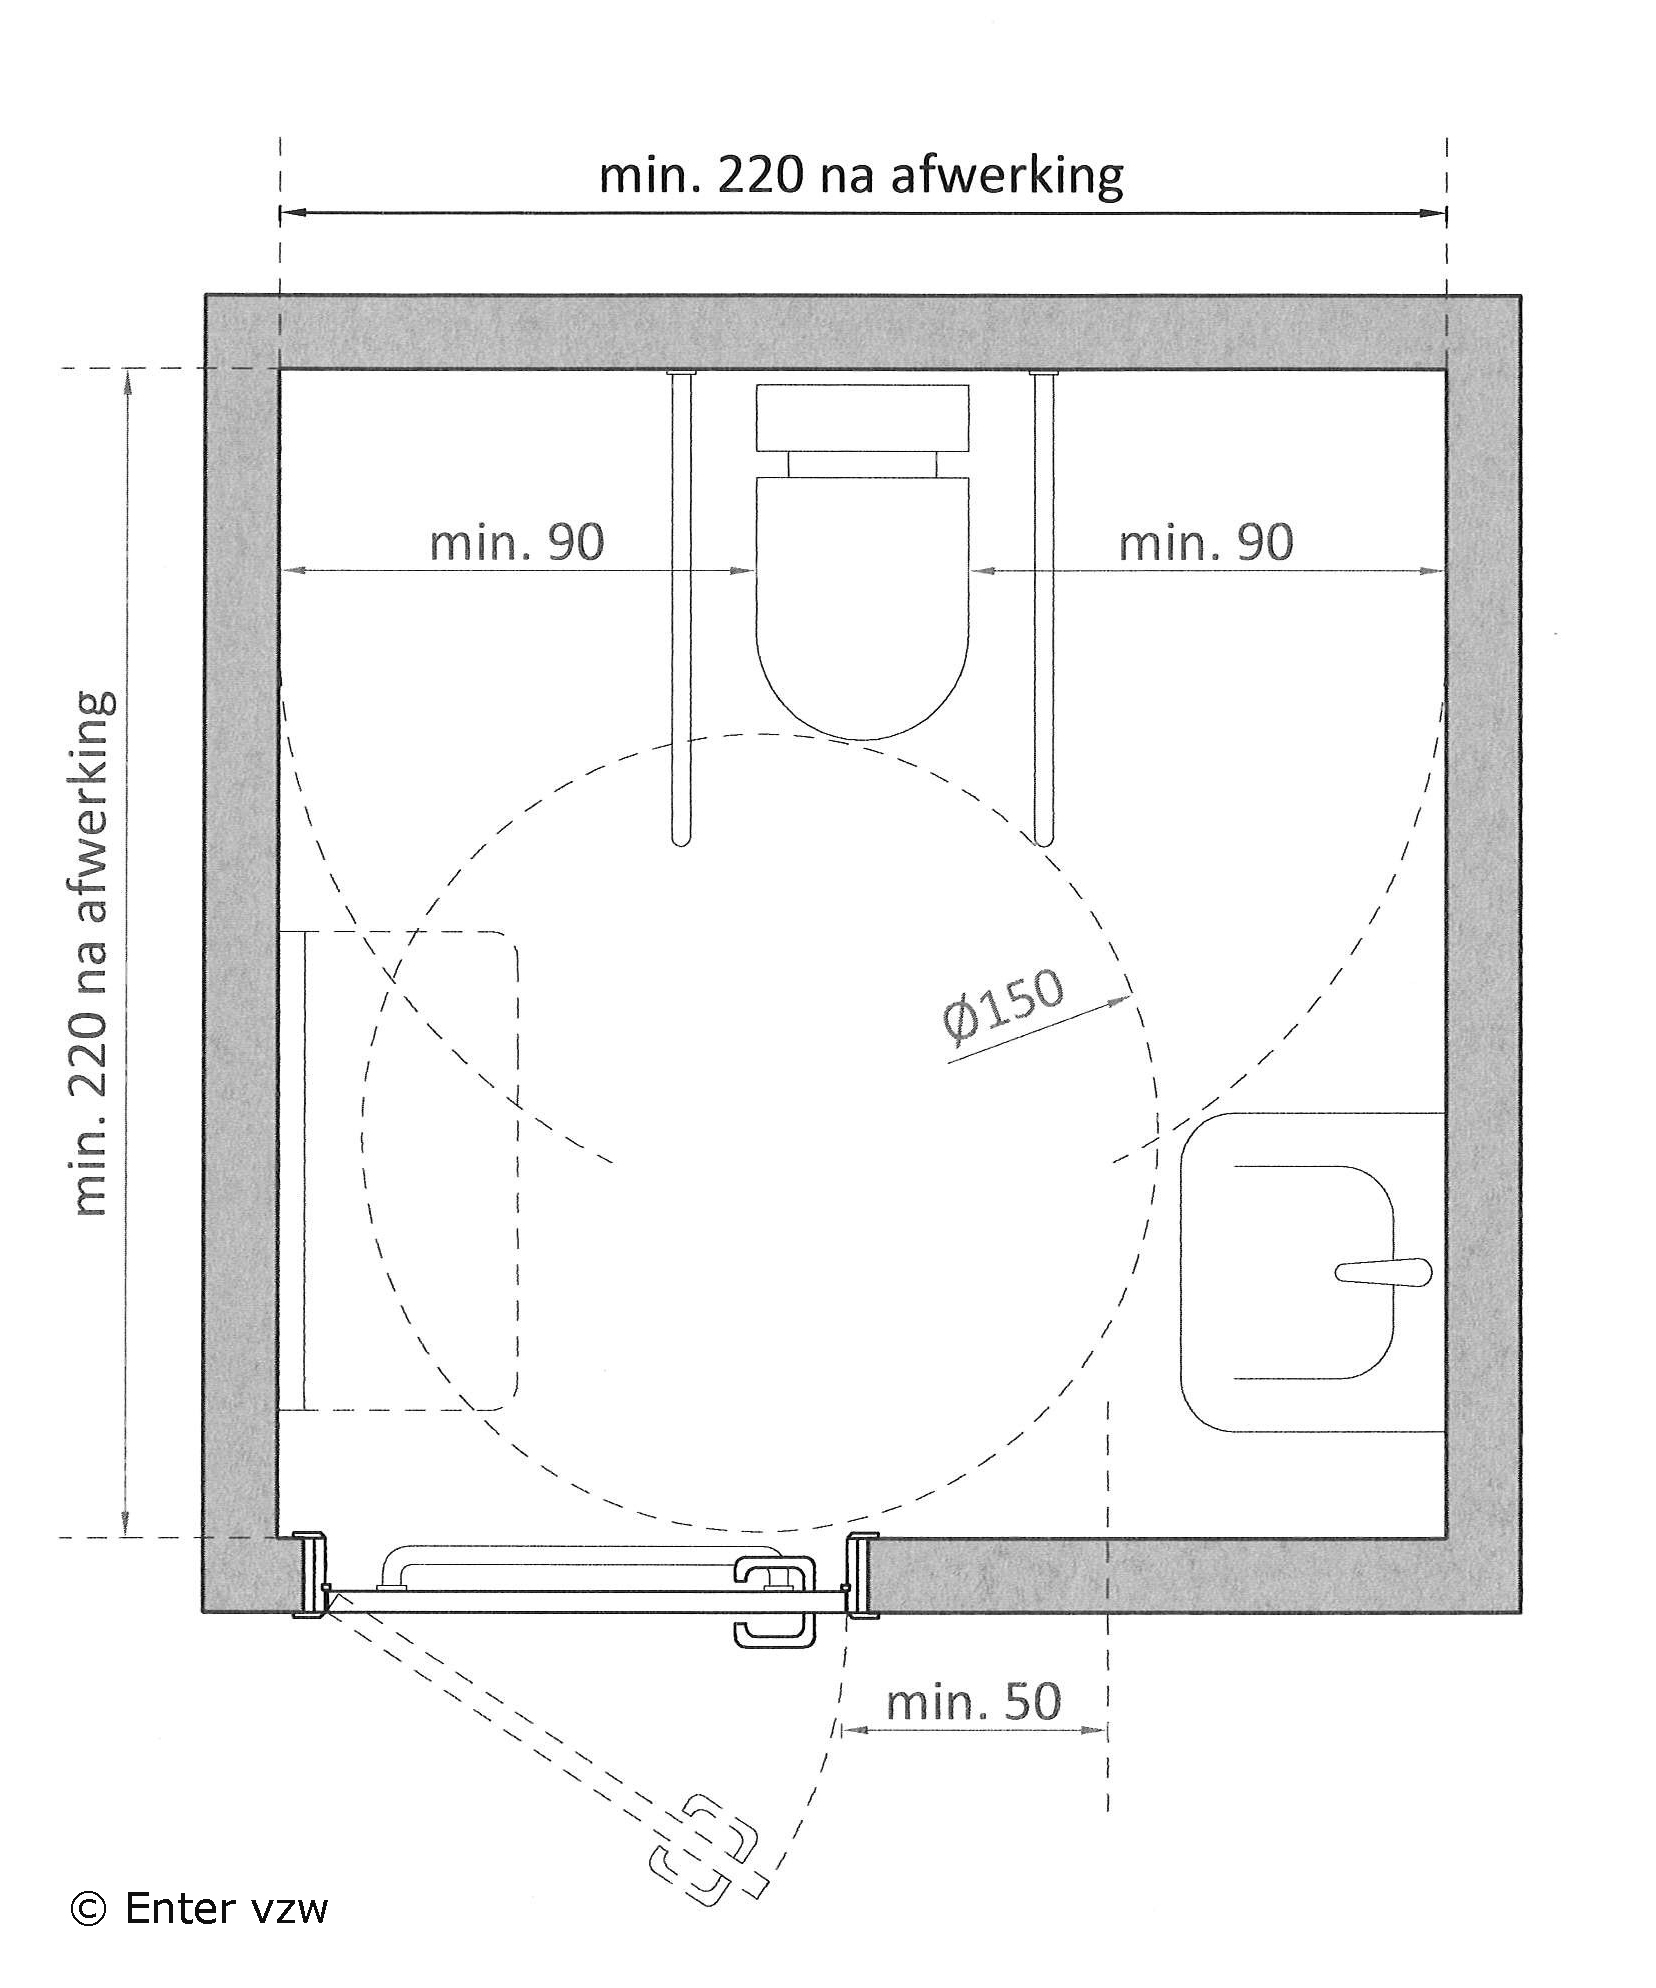 min. 220 na afwerking
min. 90
min. 90
min. 220 na afwerking
Ø150
min. 50
© Enter vzw